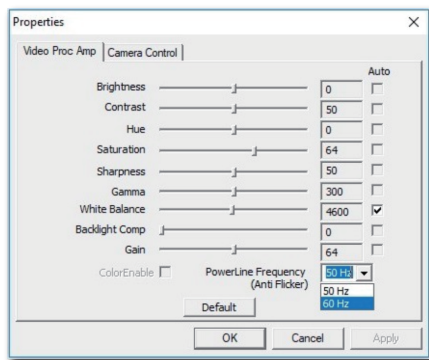 Properties
Video Proc Amp Camera Control
Auto
Brightness 0
Contrast 50
Hue 0
Saturation 64
Sharpness 50
Gamma 300
White Balance 4600
Backlight Comp 0
Gain 64
ColorEnable PowerLine Frequency 50 Hz
(Anti Flicker)
50 Hz
60 Hz
Default
OK Cancel Apply